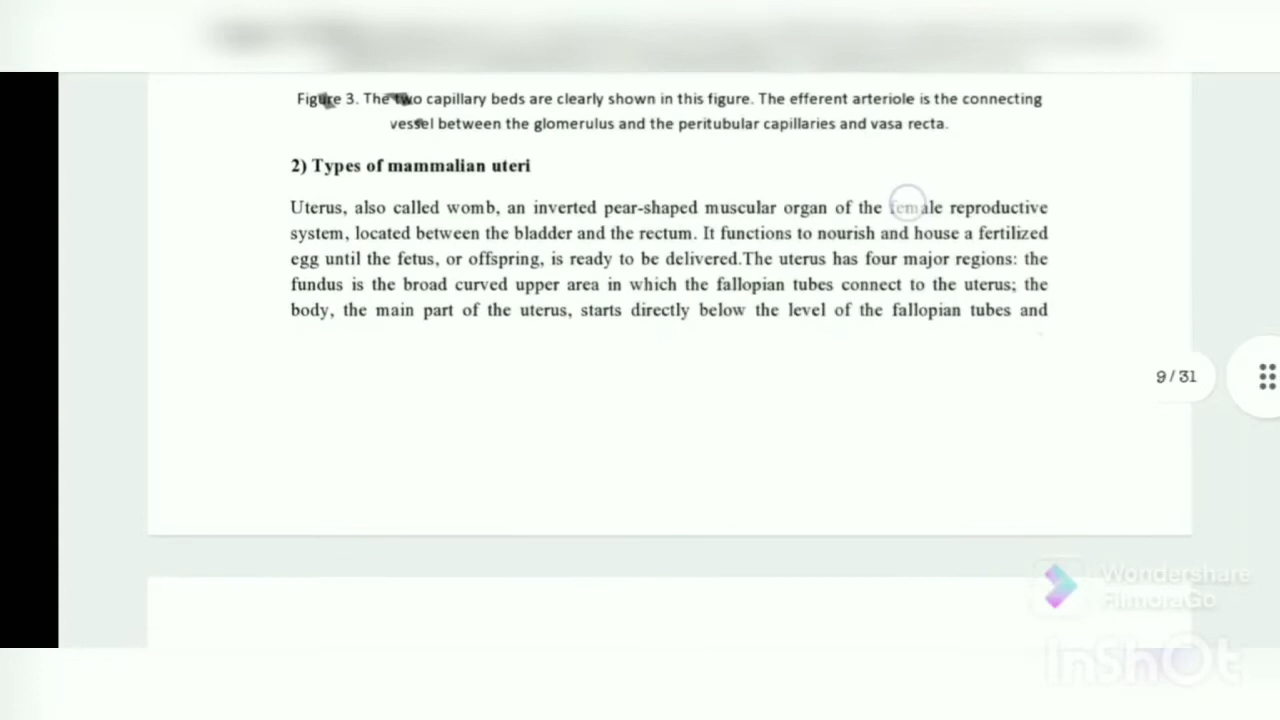 Figure 3. The two capillary beds are clearly shown in this figure. The efferent arteriole is the connecting
vessel between the glomerulus and the peritubular capillaries and vasa recta.
2) Types of mammalian uteri
Uterus, also called womb, an inverted pear-shaped muscular organ of the female reproductive
system, located between the bladder and the rectum. It functions to nourish and house a fertilized
egg until the fetus, or offspring, is ready to be delivered.The uterus has four major regions: the
fundus is the broad curved upper area in which the fallopian tubes connect to the uterus; the
body, the main part of the uterus, starts directly below the level of the fallopian tubes and
9 / 31
Wondershare
FilmoraGo
InShOt